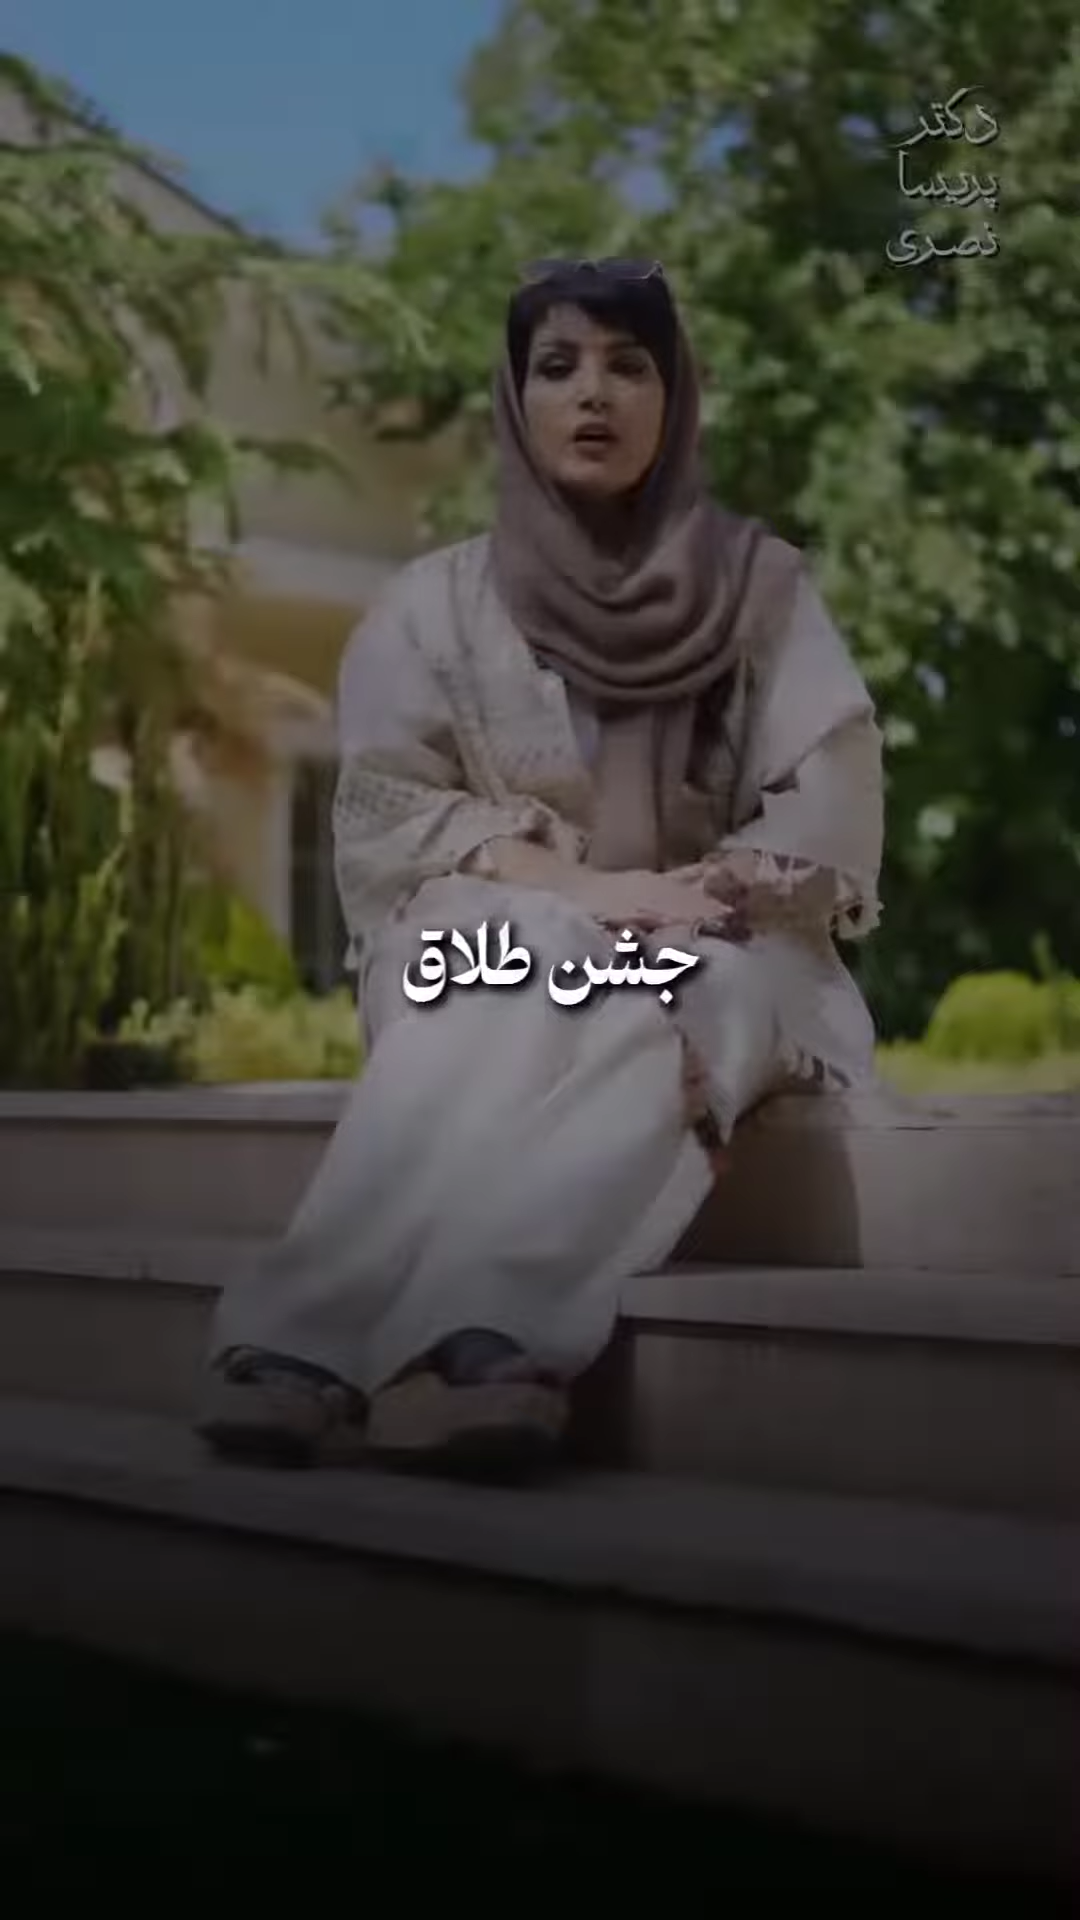 دکتر
پریسا
نصری
جشن طلاق